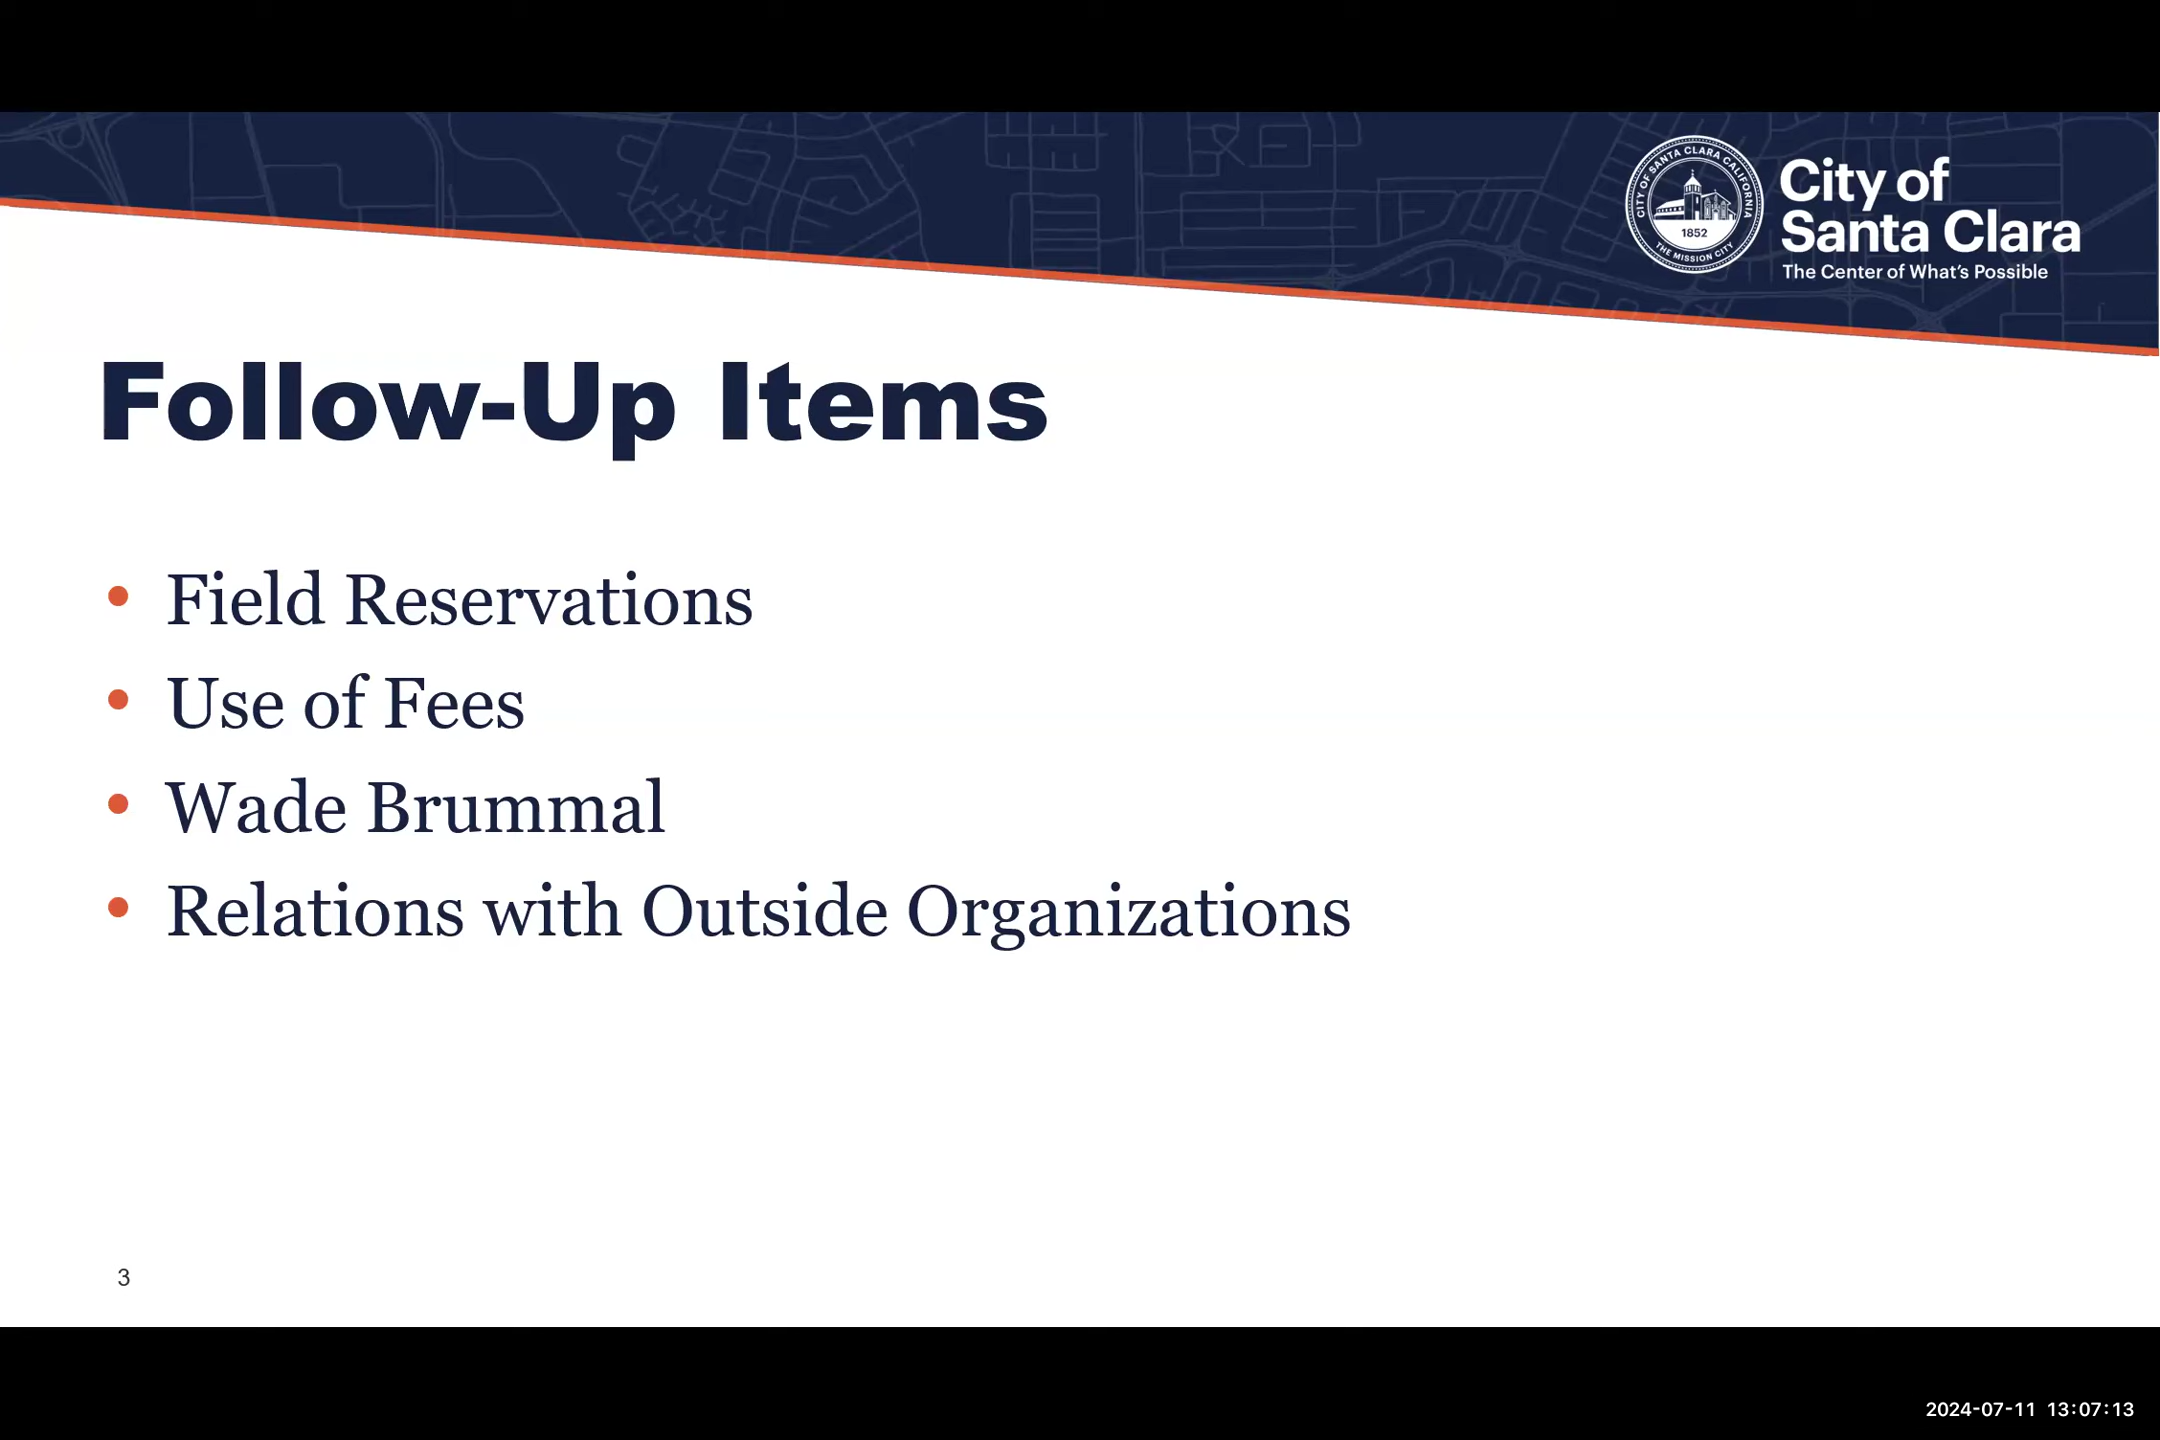 CITY OF SANTA CLARA CALIFORNIA
1852
THE MISSION CITY
City of
Santa Clara
The Center of What's Possible
Follow-Up Items
• Field Reservations
• Use of Fees
• Wade Brummal
• Relations with Outside Organizations
3
2024-07-11 13:07:13